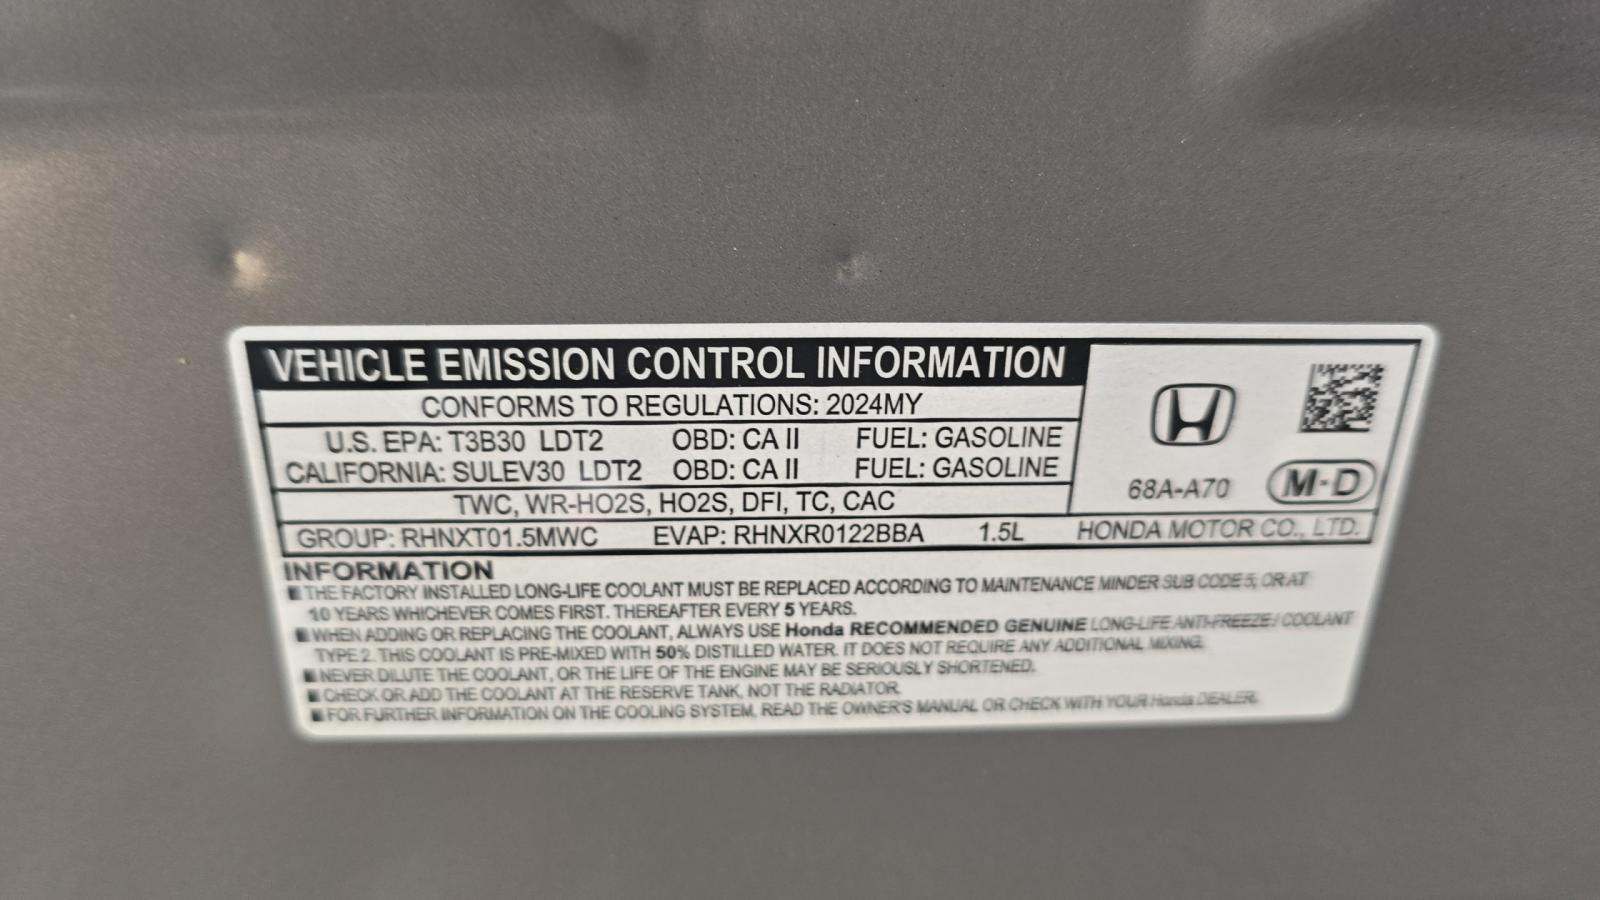 VEHICLE EMISSION CONTROL INFORMATION
CONFORMS TO REGULATIONS: 2024MY
U.S. EPA: T3B30 LDT2 OBD: CA II FUEL: GASOLINE
CALIFORNIA: SULEV30 LDT2 OBD: CA II FUEL: GASOLINE
TWC, WR-HO2S, HO2S, DFI, TC, CAC
68A-A70 M-D
GROUP: RHNXT01.5MWC EVAP: RHNXR0122BBA 1.5L HONDA MOTOR CO., LTD.
INFORMATION
■ THE FACTORY INSTALLED LONG-LIFE COOLANT MUST BE REPLACED ACCORDING TO MAINTENANCE MINDER SUB CODE 5, OR AT
10 YEARS WHICHEVER COMES FIRST. THEREAFTER EVERY 5 YEARS.
■ WHEN ADDING OR REPLACING THE COOLANT, ALWAYS USE Honda RECOMMENDED GENUINE LONG-LIFE ANTI-FREEZE / COOLANT
TYPE 2. THIS COOLANT IS PRE-MIXED WITH 50% DISTILLED WATER. IT DOES NOT REQUIRE ANY ADDITIONAL MIXING.
■ NEVER DILUTE THE COOLANT, OR THE LIFE OF THE ENGINE MAY BE SERIOUSLY SHORTENED.
■ CHECK OR ADD THE COOLANT AT THE RESERVE TANK, NOT THE RADIATOR.
■ FOR FURTHER INFORMATION ON THE COOLING SYSTEM, READ THE OWNER'S MANUAL OR CHECK WITH YOUR Honda DEALER.